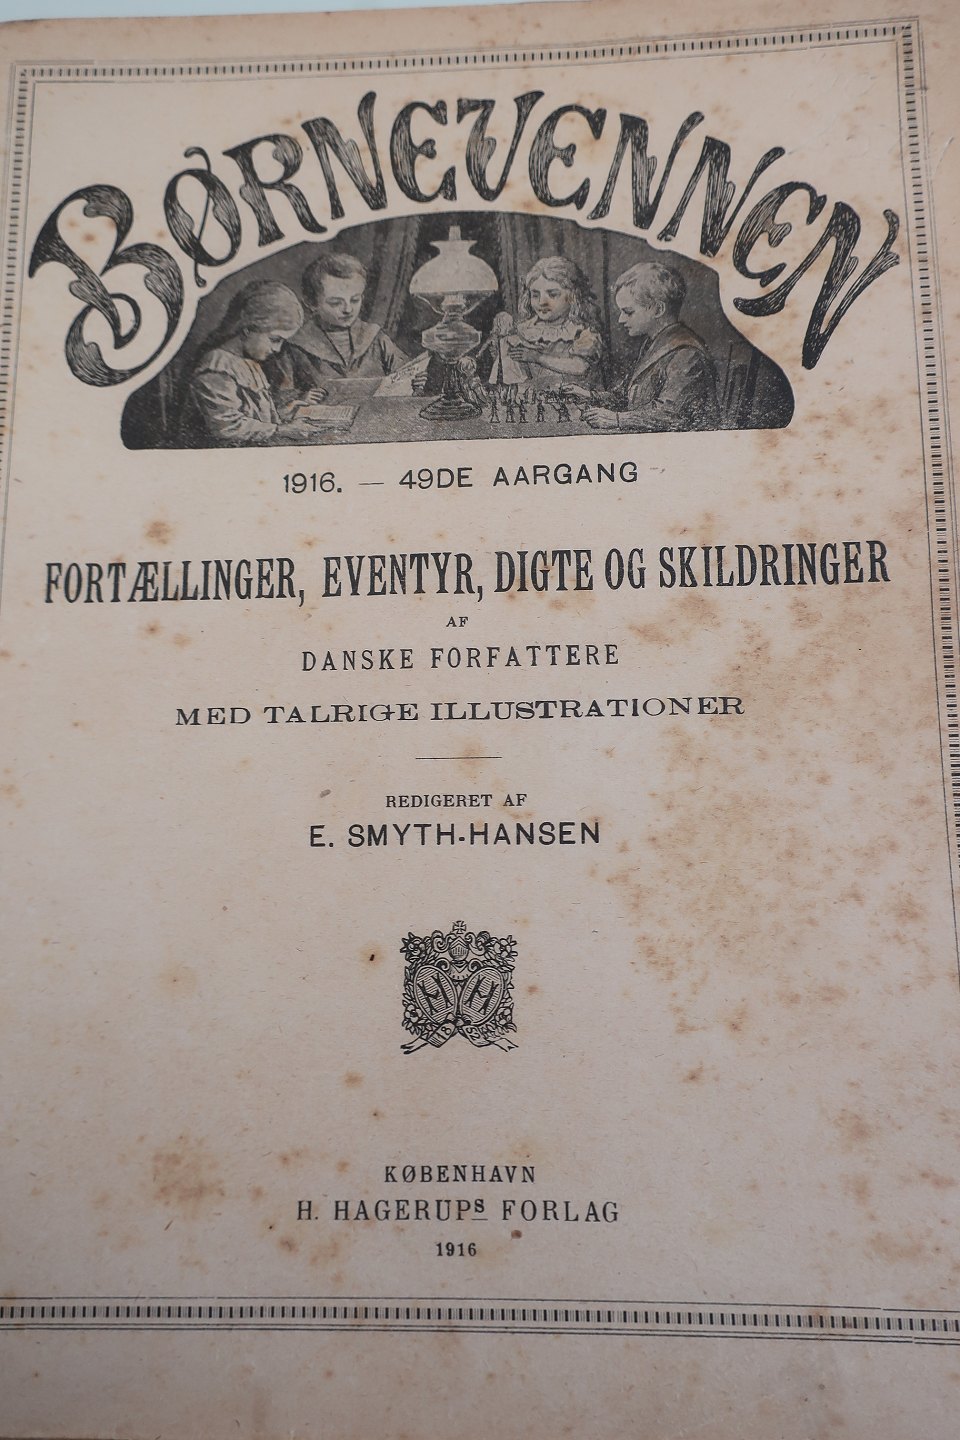 BØRNEVENNEN
1916. — 49DE AARGANG
FORTÆLLINGER, EVENTYR, DIGTE OG SKILDRINGER
AF
DANSKE FORFATTERE
MED TALRIGE ILLUSTRATIONER
REDIGERET AF
E. SMYTH-HANSEN
H H
KØBENHAVN
H. HAGERUPS FORLAG
1916